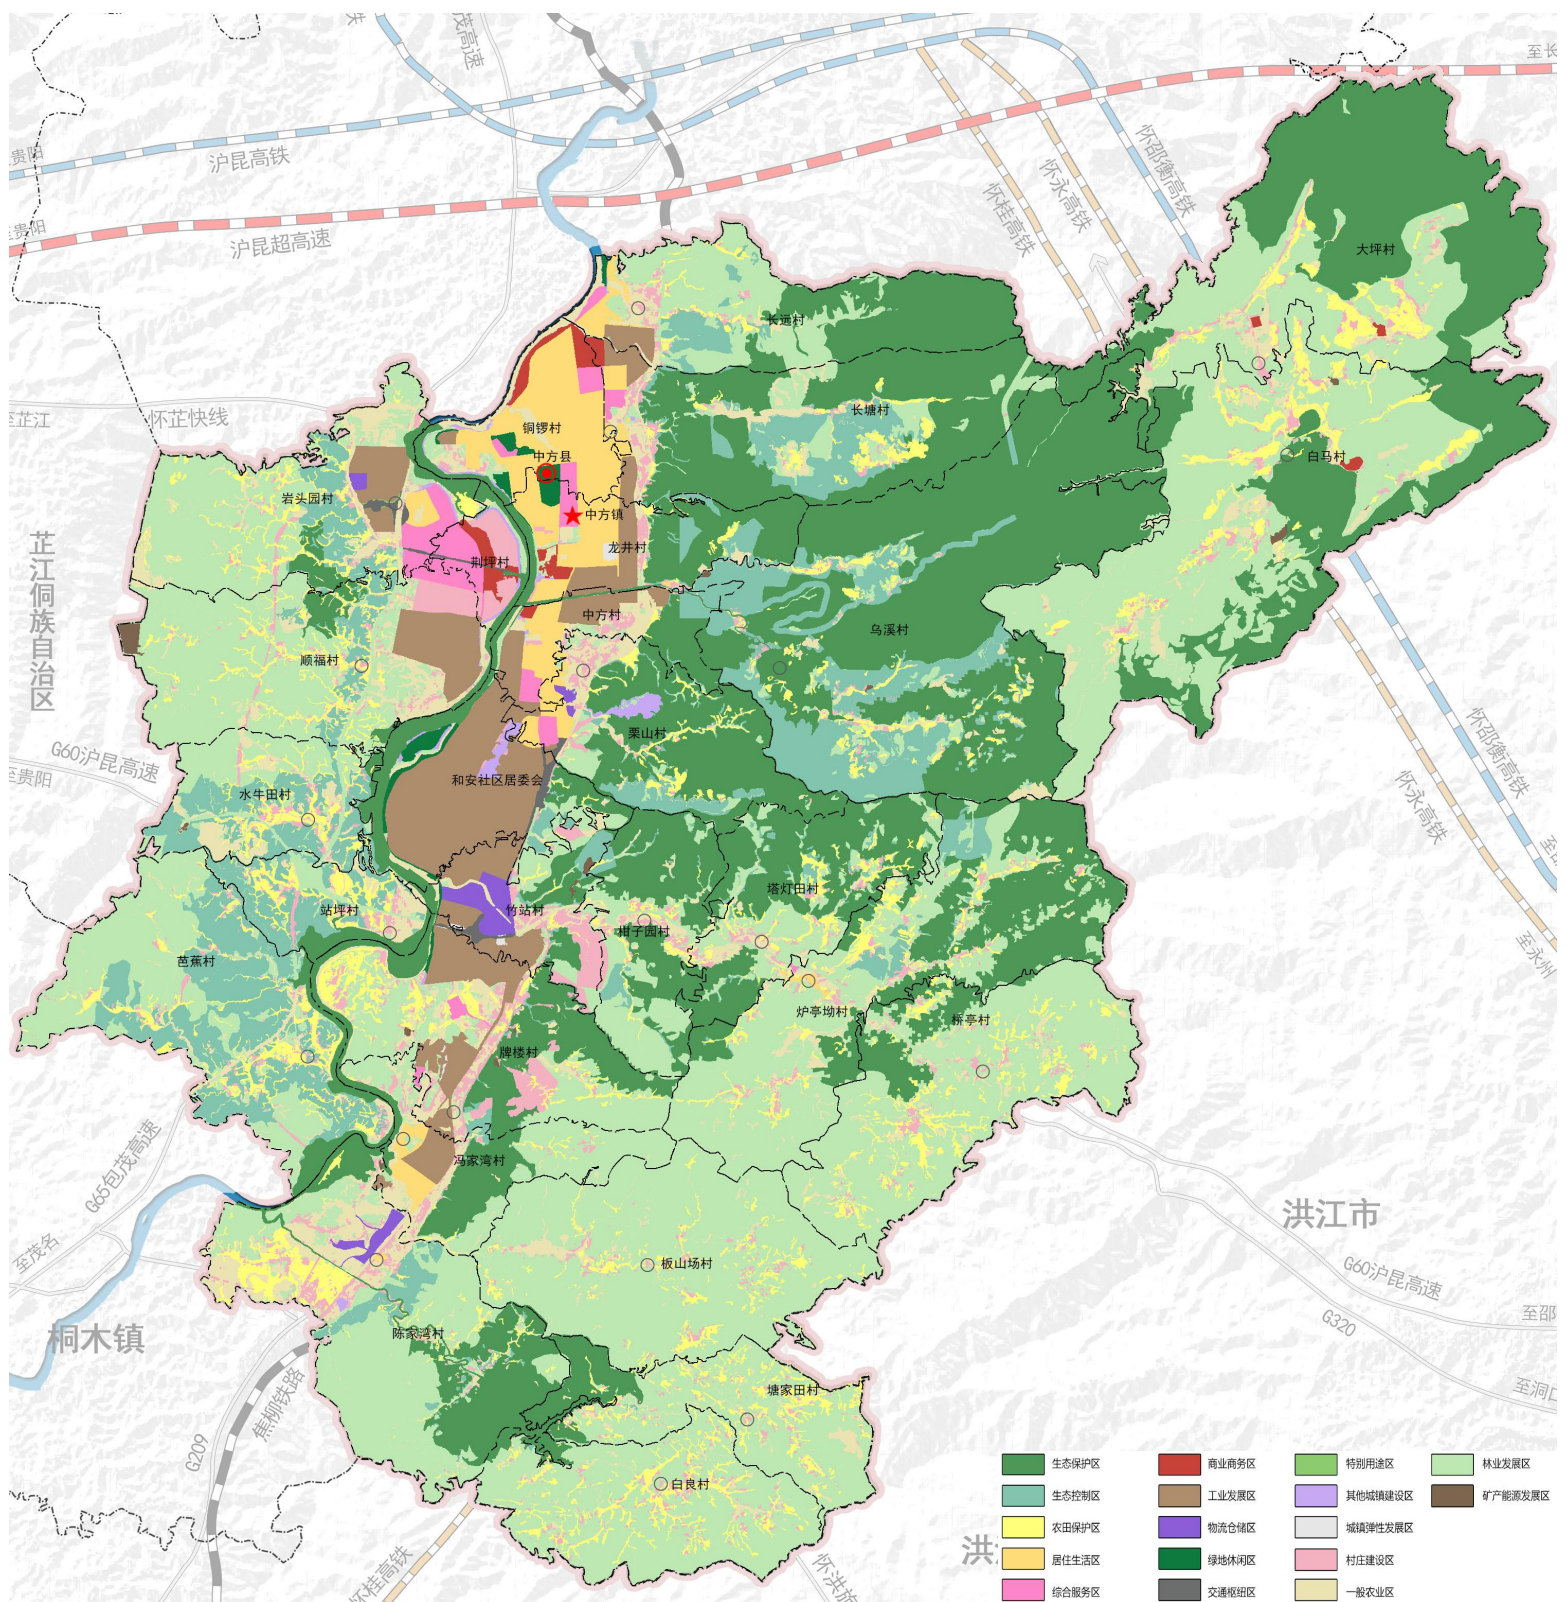 茂高速
至长
至贵阳
沪昆高铁
怀邵衡高铁
怀永高铁
怀桂高铁
至贵阳
沪昆超高速
大坪村
长远村
至芷江
怀芷快线
长塘村
铜锣村
中方县
白马村
岩头园村
中方镇
龙井村
荆坪村
芷江侗族自治区
中方村
乌溪村
顺福村
栗山村
G60沪昆高速
至贵阳
和安社区居委会
水牛田村
怀邵衡高铁
怀永高铁
塔灯田村
站坪村
竹站村
柑子园村
芭蕉村
至永州
炉亭坳村
桥亭村
牌楼村
冯家湾村
G65包茂高速
至茂名
洪江市
板山场村
G60沪昆高速
G320
至邵
桐木镇
陈家湾村
塘家田村
至洞口
焦柳铁路
G209
白良村
怀桂高铁
洪
生态保护区
商业商务区
特别用途区
林业发展区
生态控制区
工业发展区
其他城镇建设区
矿产能源发展区
农田保护区
物流仓储区
城镇弹性发展区
居住生活区
绿地休闲区
村庄建设区
综合服务区
交通枢纽区
一般农业区